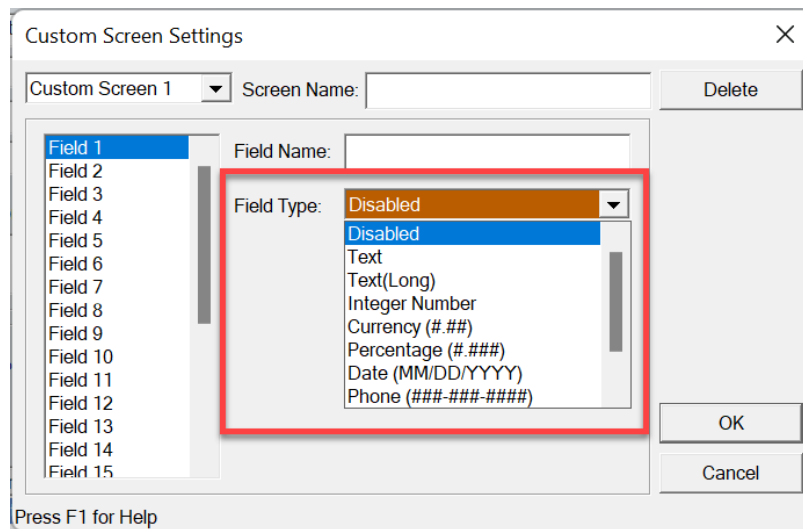 Custom Screen Settings
Custom Screen 1
Screen Name:
Delete
Field 1
Field 2
Field 3
Field 4
Field 5
Field 6
Field 7
Field 8
Field 9
Field 10
Field 11
Field 12
Field 13
Field 14
Field 15
Field Name:
Field Type:
Disabled
Disabled
Text
Text(Long)
Integer Number
Currency (#.##)
Percentage (#.###)
Date (MM/DD/YYYY)
Phone (###-###-####)
OK
Cancel
Press F1 for Help